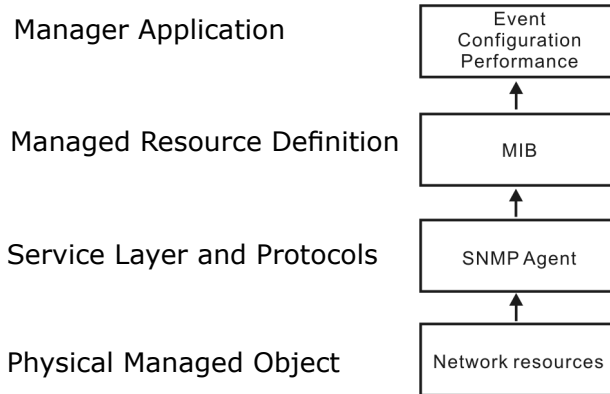 Manager Application
Event
Configuration
Performance
Managed Resource Definition
MIB
Service Layer and Protocols
SNMP Agent
Physical Managed Object
Network resources